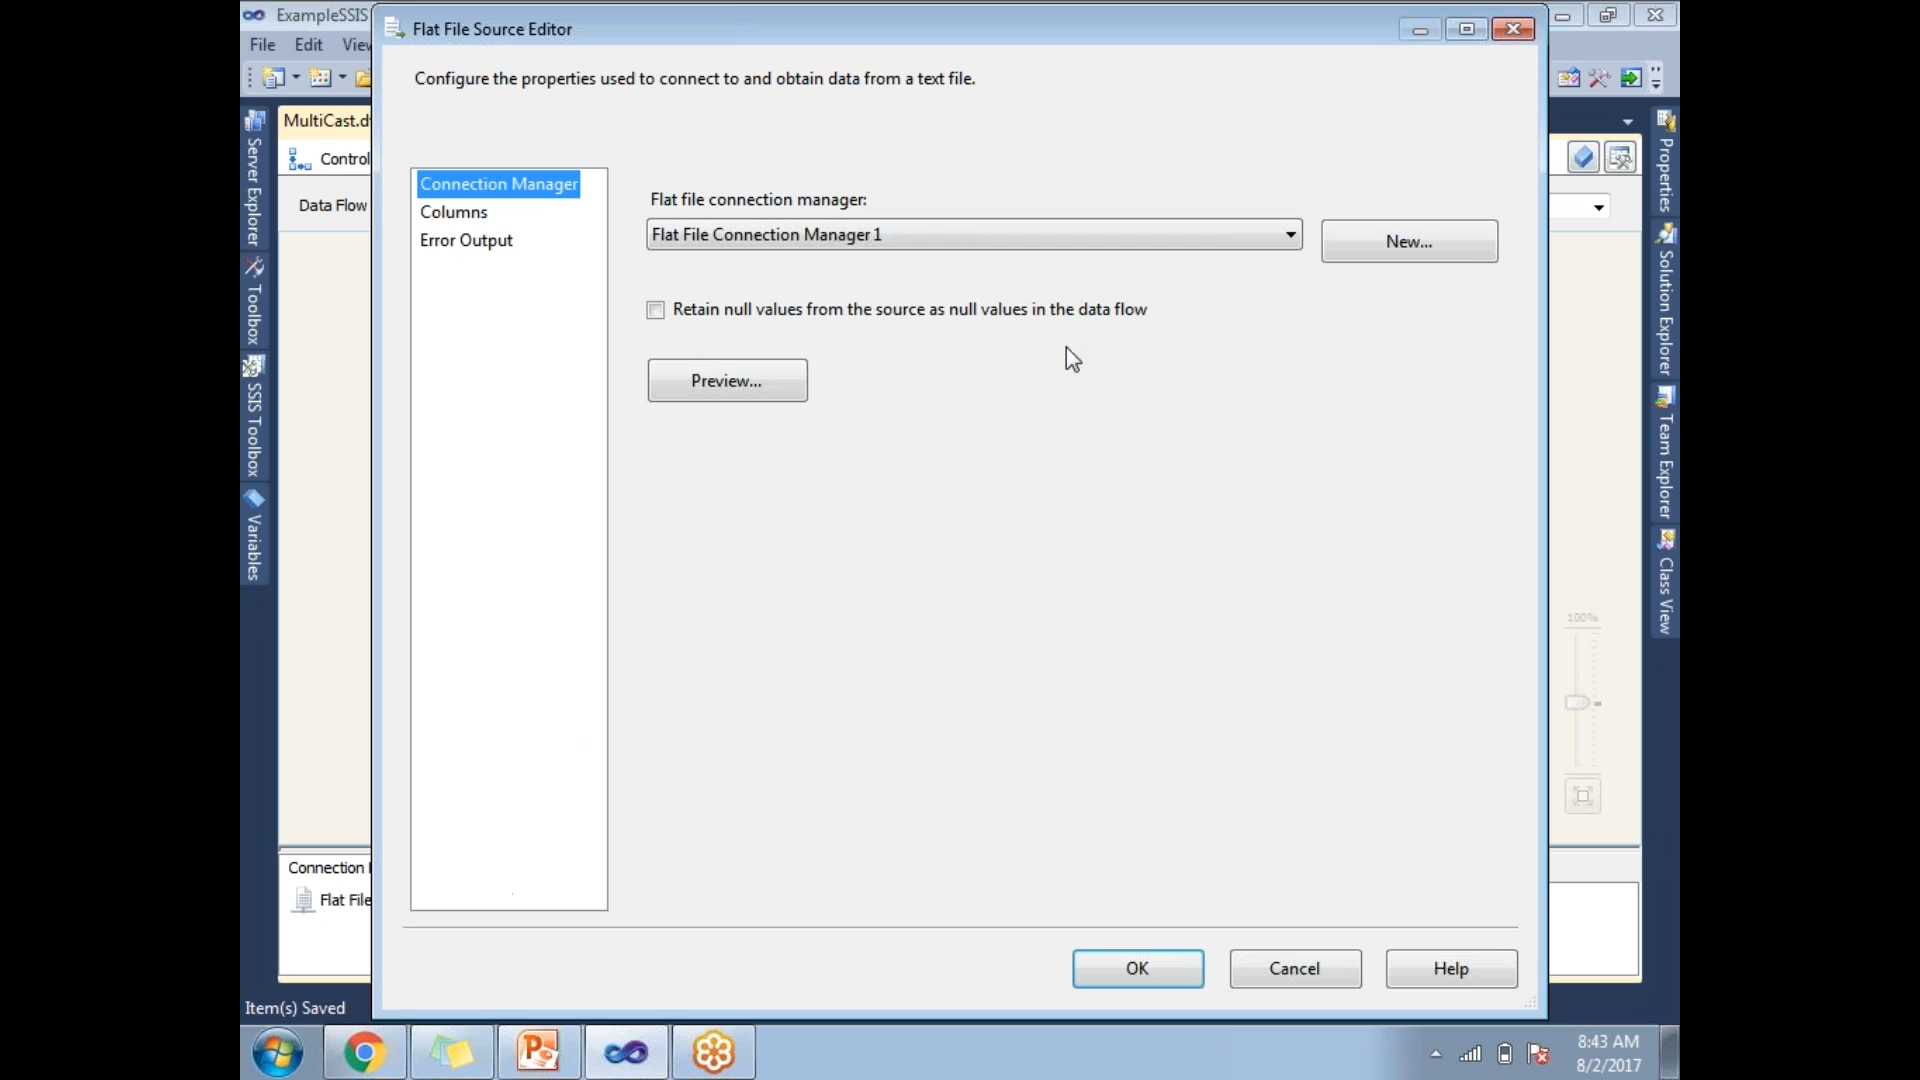 ExampleSSIS
Flat File Source Editor
File Edit View
Configure the properties used to connect to and obtain data from a text file.
MultiCast.d
Control
Data Flow
Connection Manager
Columns
Error Output
Flat file connection manager:
Flat File Connection Manager 1
New...
Retain null values from the source as null values in the data flow
Preview...
Server Explorer
Toolbox
SSIS Toolbox
Variables
Properties
Solution Explorer
Team Explorer
Class View
100%
Connection
Flat File
OK Cancel Help
Item(s) Saved
8:43 AM
8/2/2017